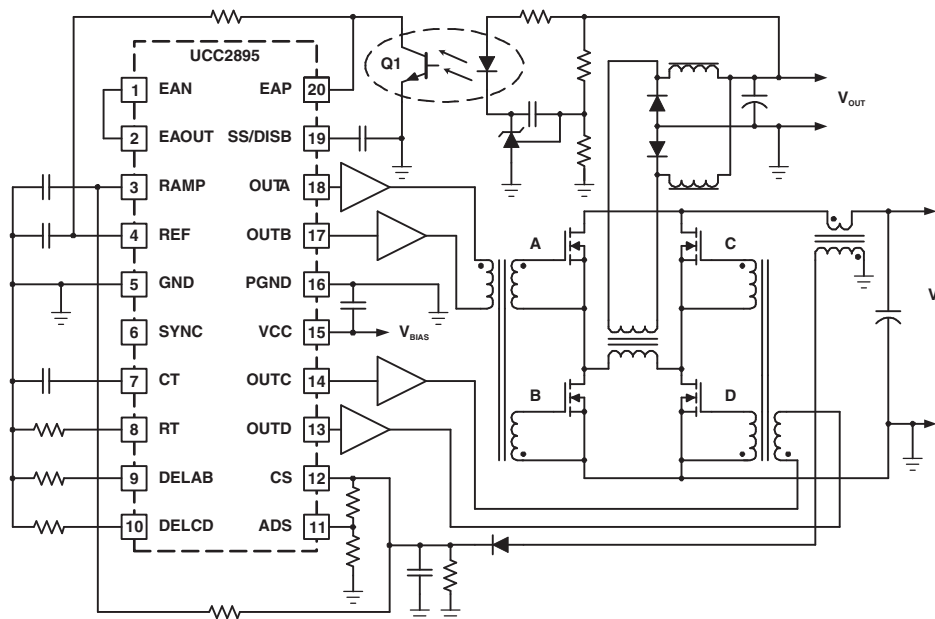 UCC2895
Q1
1 EAN
EAP 20
2 EAOUT
SS/DISB 19
3 RAMP
OUTA 18
4 REF
OUTB 17
5 GND
PGND 16
6 SYNC
VCC 15
7 CT
OUTC 14
8 RT
OUTD 13
9 DELAB
CS 12
10 DELCD
ADS 11
VBIAS
VOUT
A
C
B
D
V